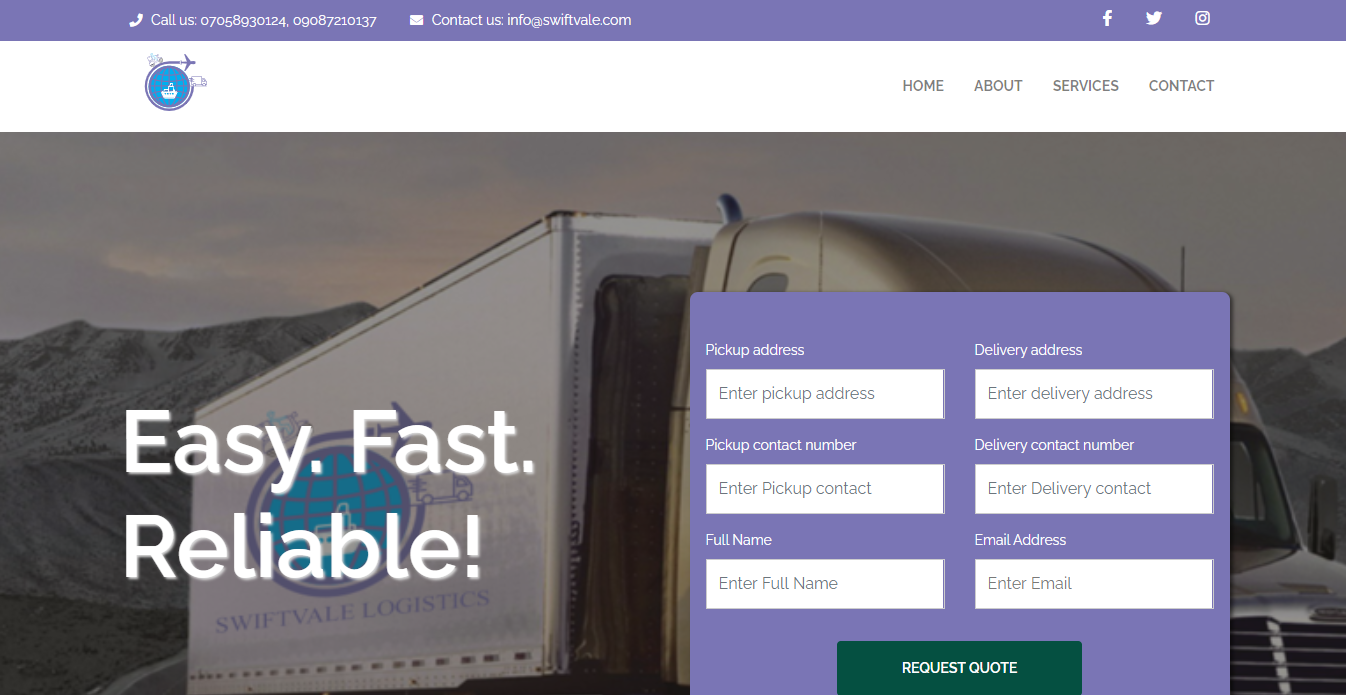 Call us: 07058930124, 09087210137
Contact us: info@swiftvale.com
HOME
ABOUT
SERVICES
CONTACT
Easy. Fast.
Reliable!
SWIFTVALE LOGISTICS
Pickup address
Delivery address
Enter pickup address
Enter delivery address
Pickup contact number
Delivery contact number
Enter Pickup contact
Enter Delivery contact
Full Name
Email Address
Enter Full Name
Enter Email
REQUEST QUOTE